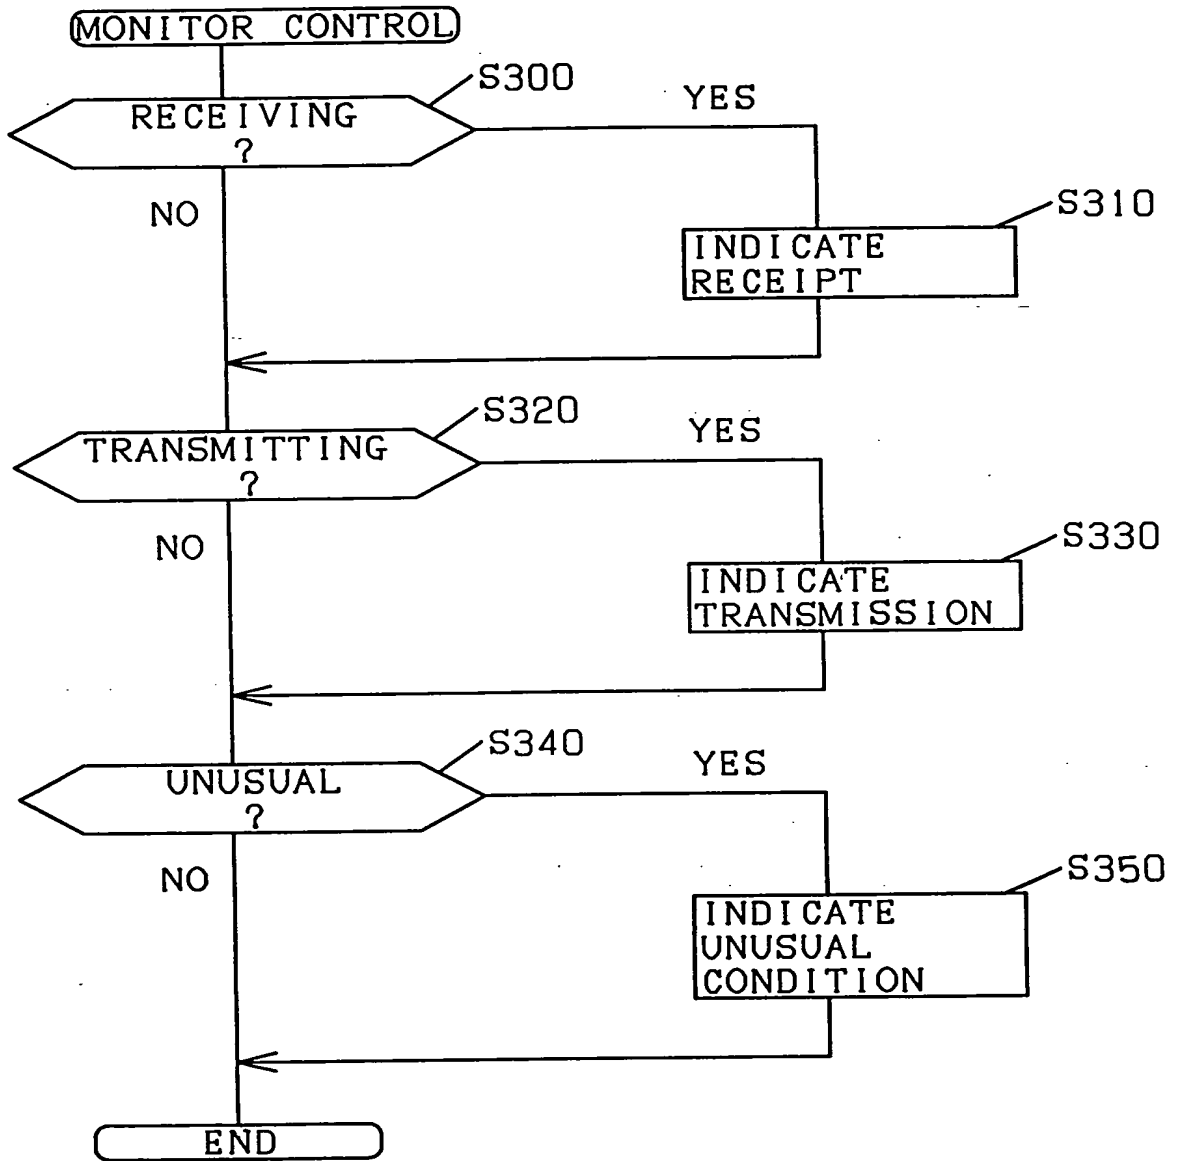 MONITOR CONTROL
S300
RECEIVING
?
YES
NO
S310
INDICATE
RECEIPT
S320
TRANSMITTING
?
YES
NO
S330
INDICATE
TRANSMISSION
S340
UNUSUAL
?
YES
NO
S350
INDICATE
UNUSUAL
CONDITION
END